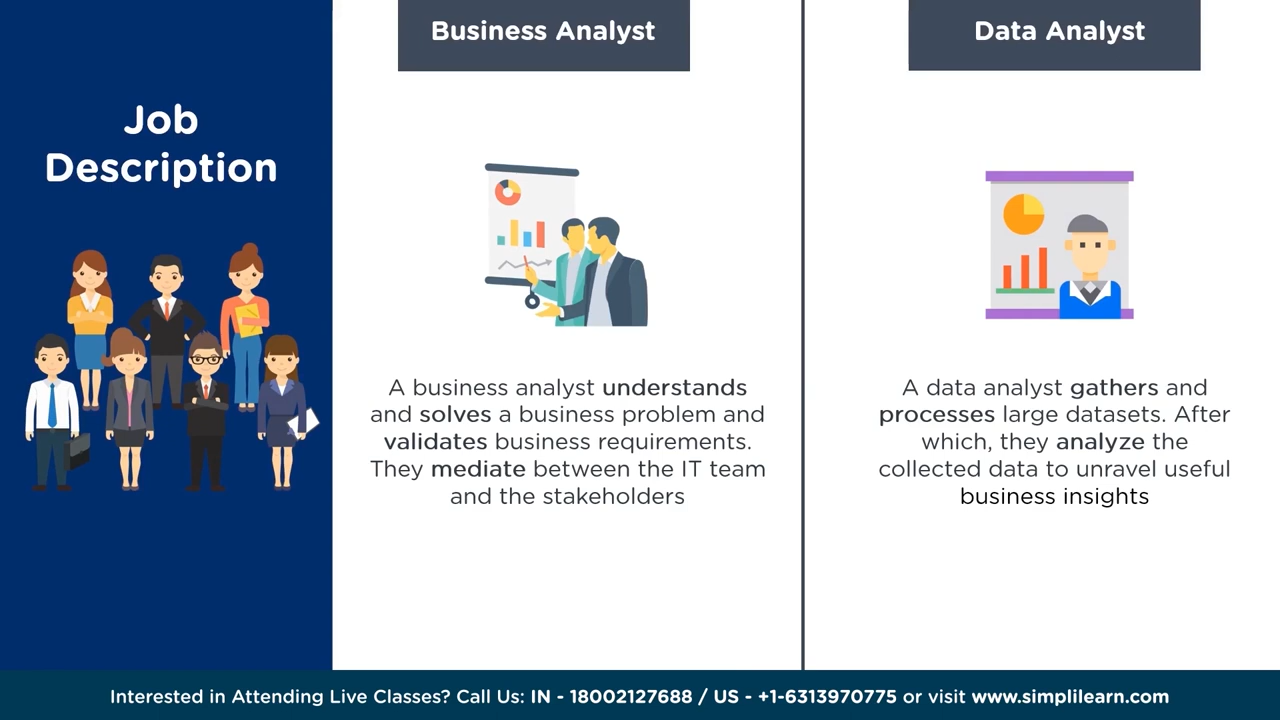 Job
Description
Business Analyst
A business analyst understands
and solves a business problem and
validates business requirements.
They mediate between the IT team
and the stakeholders
Data Analyst
A data analyst gathers and
processes large datasets. After
which, they analyze the
collected data to unravel useful
business insights
Interested in Attending Live Classes? Call Us: IN - 18002127688 / US - +1-6313970775 or visit www.simplilearn.com